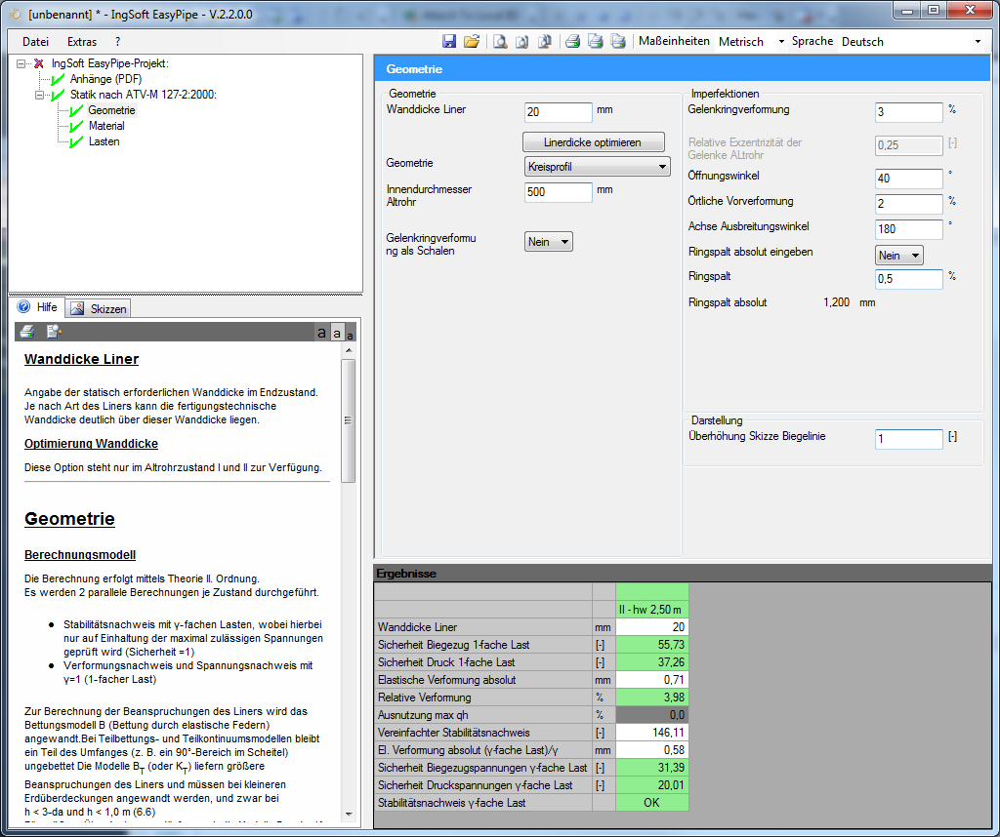 [unbenannt] * - IngSoft EasyPipe - V.2.2.0.0
Datei Extras ?
Maßeinheiten Metrisch Sprache Deutsch
IngSoft EasyPipe-Projekt:
Anhänge (PDF)
Statik nach ATV-M 127-2:2000:
Geometrie
Material
Lasten
Hilfe Skizzen
a a a
Wanddicke Liner
Angabe der statisch erforderlichen Wanddicke im Endzustand.
Je nach Art des Liners kann die fertigungstechnische
Wanddicke deutlich über dieser Wanddicke liegen.
Optimierung Wanddicke
Diese Option steht nur im Altrohrzustand I und II zur Verfügung.
Geometrie
Berechnungsmodell
Die Berechnung erfolgt mittels Theorie II. Ordnung.
Es werden 2 parallele Berechnungen je Zustand durchgeführt.
• Stabilitätsnachweis mit γ-fachen Lasten, wobei hierbei
nur auf Einhaltung der maximal zulässigen Spannungen
geprüft wird (Sicherheit =1)
• Verformungsnachweis und Spannungsnachweis mit
γ=1 (1-facher Last)
Zur Berechnung der Beanspruchungen des Liners wird das
Bettungsmodell B (Bettung durch elastische Federn)
angewandt.Bei Teilbettungs- und Teilkontinuumsmodellen bleibt
ein Teil des Umfanges (z. B. ein 90°-Bereich im Scheitel)
ungebettet Die Modelle BT (oder KT) liefern größere
Beanspruchungen des Liners und müssen bei kleineren
Erdüberdeckungen angewandt werden, und zwar bei
h < 3-da und h < 1,0 m (6.6)
Geometrie
Geometrie
Wanddicke Liner 20 mm
Linerdicke optimieren
Geometrie Kreisprofil
Innendurchmesser
Altrohr 500 mm
Gelenkringverformu
ng als Schalen Nein
Imperfektionen
Gelenkringverformung 3 %
Relative Exzentrizität der
Gelenke ALtrohr 0,25 [-]
Öffnungswinkel 40 °
Örtliche Vorverformung 2 %
Achse Ausbreitungswinkel 180 °
Ringspalt absolut eingeben Nein
Ringspalt 0,5 %
Ringspalt absolut 1,200 mm
Darstellung
Überhöhung Skizze Biegelinie 1 [-]
Ergebnisse
II - hw 2,50 m
Wanddicke Liner mm 20
Sicherheit Biegezug 1-fache Last [-] 55,73
Sicherheit Druck 1-fache Last [-] 37,26
Elastische Verformung absolut mm 0,71
Relative Verformung % 3,98
Ausnutzung max qh % 0,0
Vereinfachter Stabilitätsnachweis [-] 146,11
El. Verformung absolut (γ-fache Last)/γ mm 0,58
Sicherheit Biegezugspannungen γ-fache Last [-] 31,39
Sicherheit Druckspannungen γ-fache Last [-] 20,01
Stabilitätsnachweis γ-fache Last OK